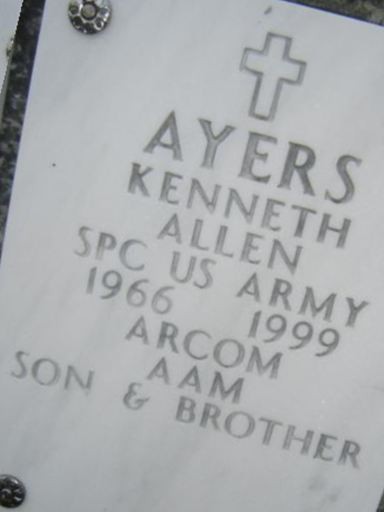 AYERS
KENNETH
ALLEN
SPC US ARMY
1966 1999
ARCOM
AAM
SON & BROTHER